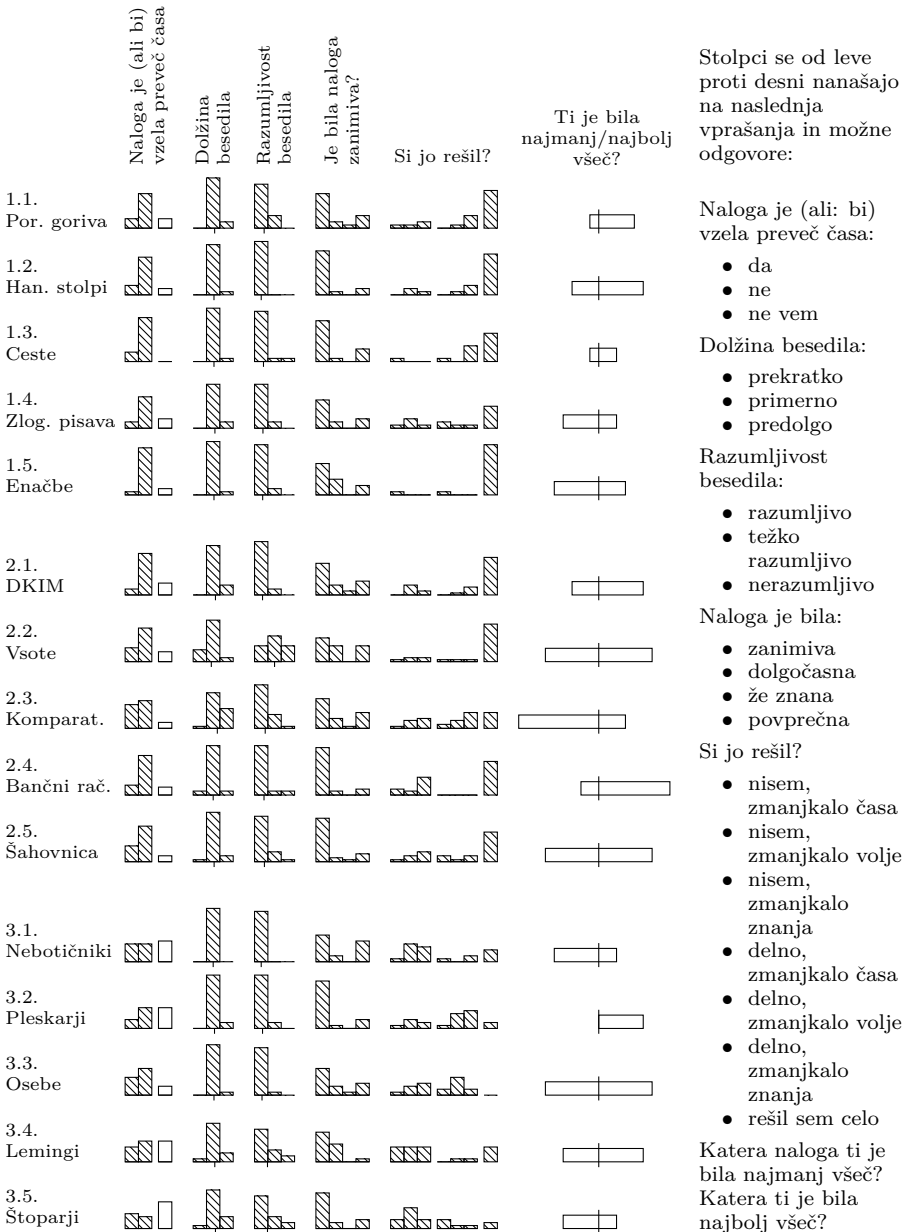 Naloga je (ali bi)
vzela preveč časa
Dolžina
besedila
Razumljivost
besedila
Je bila naloga
zanimiva?
Si jo rešil?
Ti je bila
najmanj/najbolj
všeč?
1.1.
Por. goriva
1.2.
Han. stolpi
1.3.
Ceste
1.4.
Zlog. pisava
1.5.
Enačbe
2.1.
DKIM
2.2.
Vsote
2.3.
Komparat.
2.4.
Bančni rač.
2.5.
Šahovnica
3.1.
Nebotičniki
3.2.
Pleskarji
3.3.
Osebe
3.4.
Lemingi
3.5.
Štoparji
Stolpci se od leve
proti desni nanašajo
na naslednja
vprašanja in možne
odgovore:
Naloga je (ali: bi)
vzela preveč časa:
• da
• ne
• ne vem
Dolžina besedila:
• prekratko
• primerno
• predolgo
Razumljivost
besedila:
• razumljivo
• težko
razumljivo
• nerazumljivo
Naloga je bila:
• zanimiva
• dolgočasna
• že znana
• povprečna
Si jo rešil?
• nisem,
zmanjkalo časa
• nisem,
zmanjkalo volje
• nisem,
zmanjkalo
znanja
• delno,
zmanjkalo časa
• delno,
zmanjkalo volje
• delno,
zmanjkalo
znanja
• rešil sem celo
Katera naloga ti je
bila najmanj všeč?
Katera ti je bila
najbolj všeč?